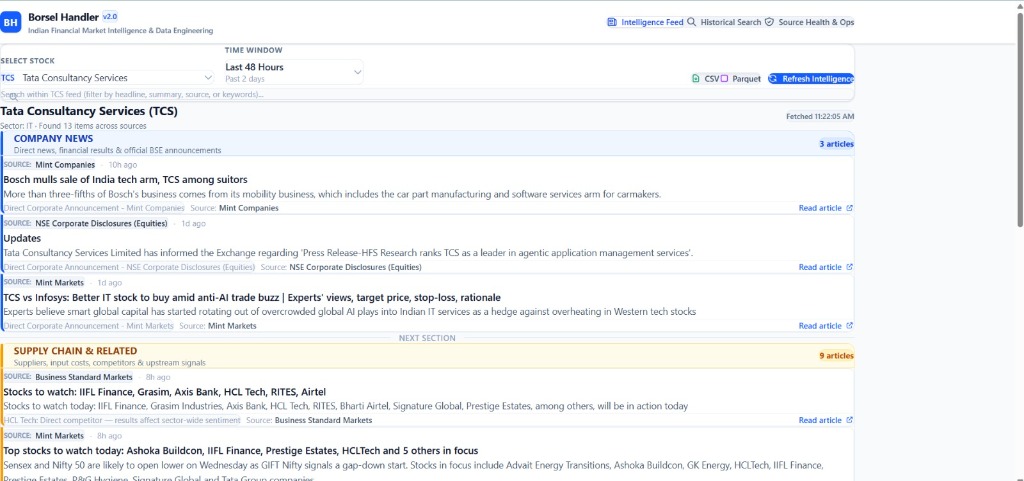 BH Borsel Handler v2.0
Indian Financial Market Intelligence & Data Engineering
Intelligence Feed Historical Search Source Health & Ops
SELECT STOCK
TCS Tata Consultancy Services
TIME WINDOW
Last 48 Hours
Past 2 days
CSV Parquet Refresh Intelligence
Search within TCS feed (filter by headline, summary, source, or keywords)...
Tata Consultancy Services (TCS)
Sector: IT · Found 13 items across sources
Fetched 11:22:05 AM
COMPANY NEWS
Direct news, financial results & official BSE announcements
3 articles
SOURCE: Mint Companies · 10h ago
Bosch mulls sale of India tech arm, TCS among suitors
More than three-fifths of Bosch's business comes from its mobility business, which includes the car part manufacturing and software services arm for carmakers.
Direct Corporate Announcement - Mint Companies Source: Mint Companies Read article
SOURCE: NSE Corporate Disclosures (Equities) · 1d ago
Updates
Tata Consultancy Services Limited has informed the Exchange regarding 'Press Release-HFS Research ranks TCS as a leader in agentic application management services'.
Direct Corporate Announcement - NSE Corporate Disclosures (Equities) Source: NSE Corporate Disclosures (Equities) Read article
SOURCE: Mint Markets · 1d ago
TCS vs Infosys: Better IT stock to buy amid anti-AI trade buzz | Experts' views, target price, stop-loss, rationale
Experts believe smart global capital has started rotating out of overcrowded global AI plays into Indian IT services as a hedge against overheating in Western tech stocks
Direct Corporate Announcement - Mint Markets Source: Mint Markets Read article
NEXT SECTION
SUPPLY CHAIN & RELATED
Suppliers, input costs, competitors & upstream signals
9 articles
SOURCE: Business Standard Markets · 8h ago
Stocks to watch: IIFL Finance, Grasim, Axis Bank, HCL Tech, RITES, Airtel
Stocks to watch today: IIFL Finance, Grasim Industries, Axis Bank, HCL Tech, RITES, Bharti Airtel, Signature Global, Prestige Estates, among others, will be in action today
HCL Tech: Direct competitor — results affect sector-wide sentiment Source: Business Standard Markets Read article
SOURCE: Mint Markets · 8h ago
Top stocks to watch today: Ashoka Buildcon, IIFL Finance, Prestige Estates, HCLTech and 5 others in focus
Sensex and Nifty 50 are likely to open lower on Wednesday as GIFT Nifty signals a gap-down start. Stocks in focus include Advait Energy Transitions, Ashoka Buildcon, GK Energy, HCLTech, IIFL Finance,
Prestige Estates, P&G Hygiene, Signature Global and Tata Group companies.